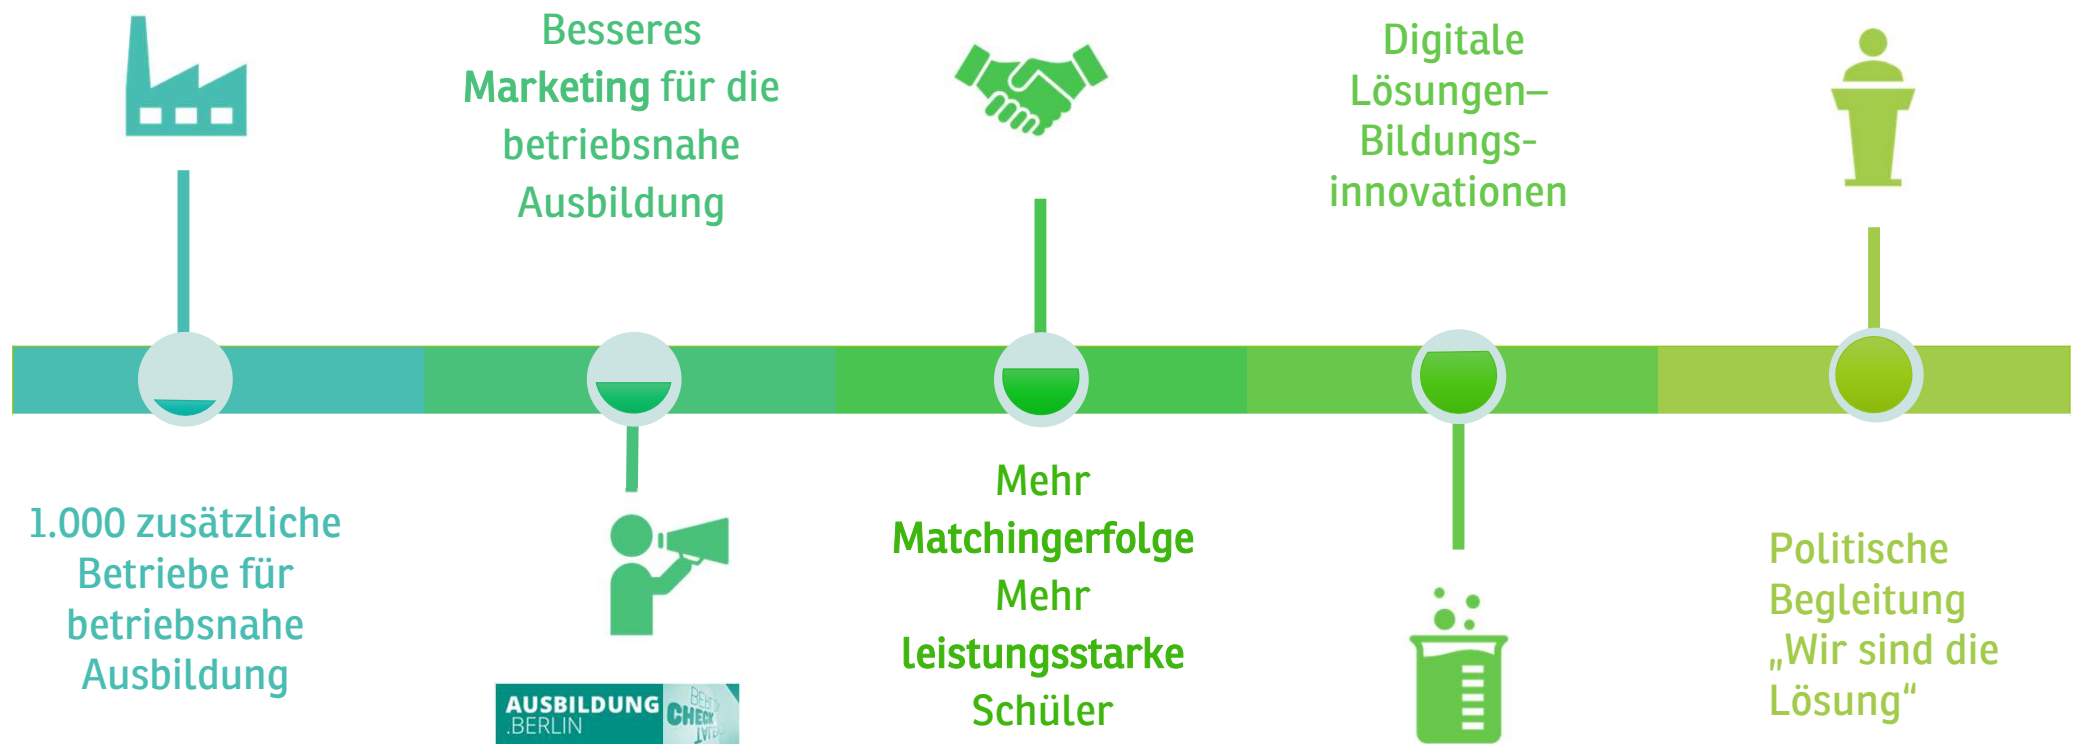 1.000 zusätzliche
Betriebe für
betriebsnahe
Ausbildung
Besseres
Marketing für die
betriebsnahe
Ausbildung
AUSBILDUNG
.BERLIN
CHECK
Mehr
Matchingerfolge
Mehr
leistungsstarke
Schüler
Digitale
Lösungen–
Bildungs-
innovationen
Politische
Begleitung
„Wir sind die
Lösung“